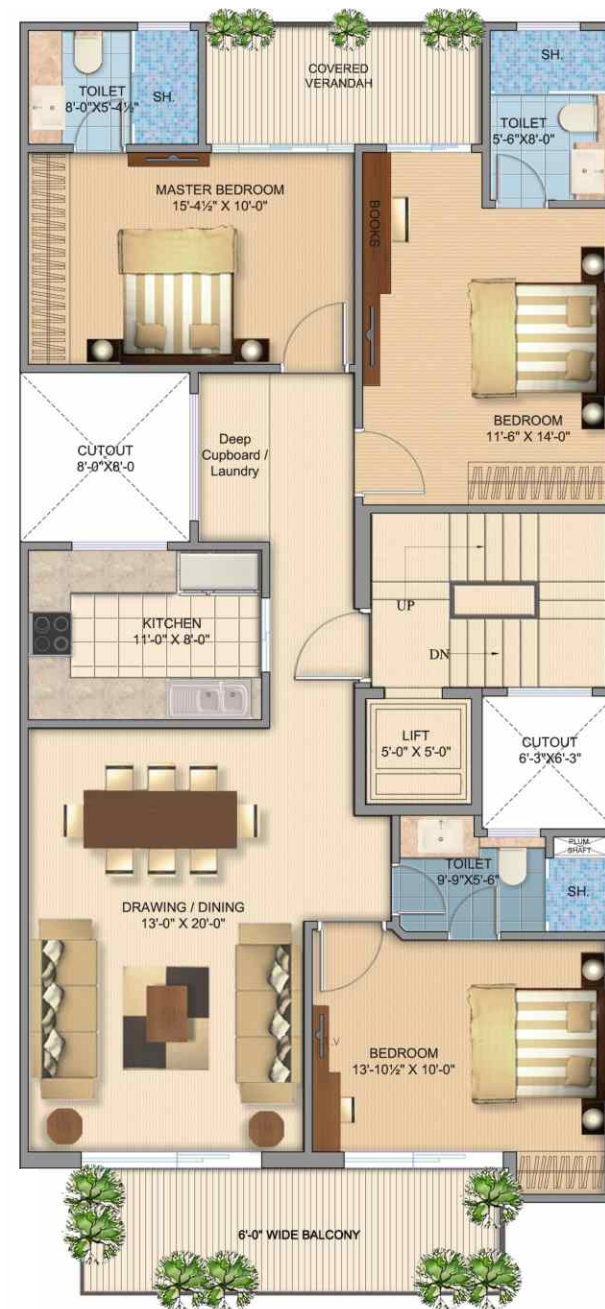 TOILET
8'-0"X5'-4½"
SH.
COVERED
VERANDAH
SH.
TOILET
5'-6"X8'-0"
MASTER BEDROOM
15'-4½" X 10'-0"
BOOKS
BEDROOM
11'-6" X 14'-0"
CUTOUT
8'-0"X8'-0
Deep
Cupboard /
Laundry
KITCHEN
11'-0" X 8'-0"
UP
DN
LIFT
5'-0" X 5'-0"
CUTOUT
6'-3"X6'-3"
PLUM.
SHAFT
TOILET
9'-9"X5'-6"
SH.
DRAWING / DINING
13'-0" X 20'-0"
T.V
BEDROOM
13'-10½" X 10'-0"
6'-0" WIDE BALCONY